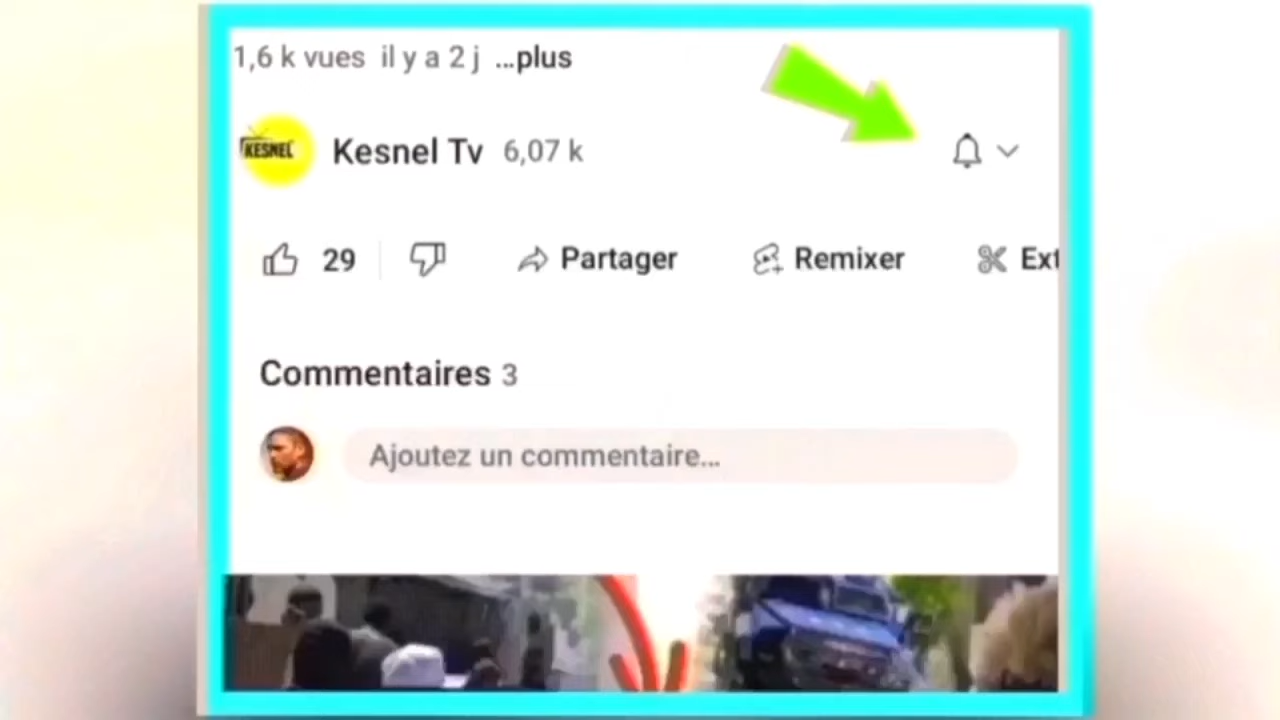 1,6 k vues il y a 2 j ...plus
KESNEL
Kesnel Tv 6,07 k
29 Partager Remixer Ext
Commentaires 3
Ajoutez un commentaire...